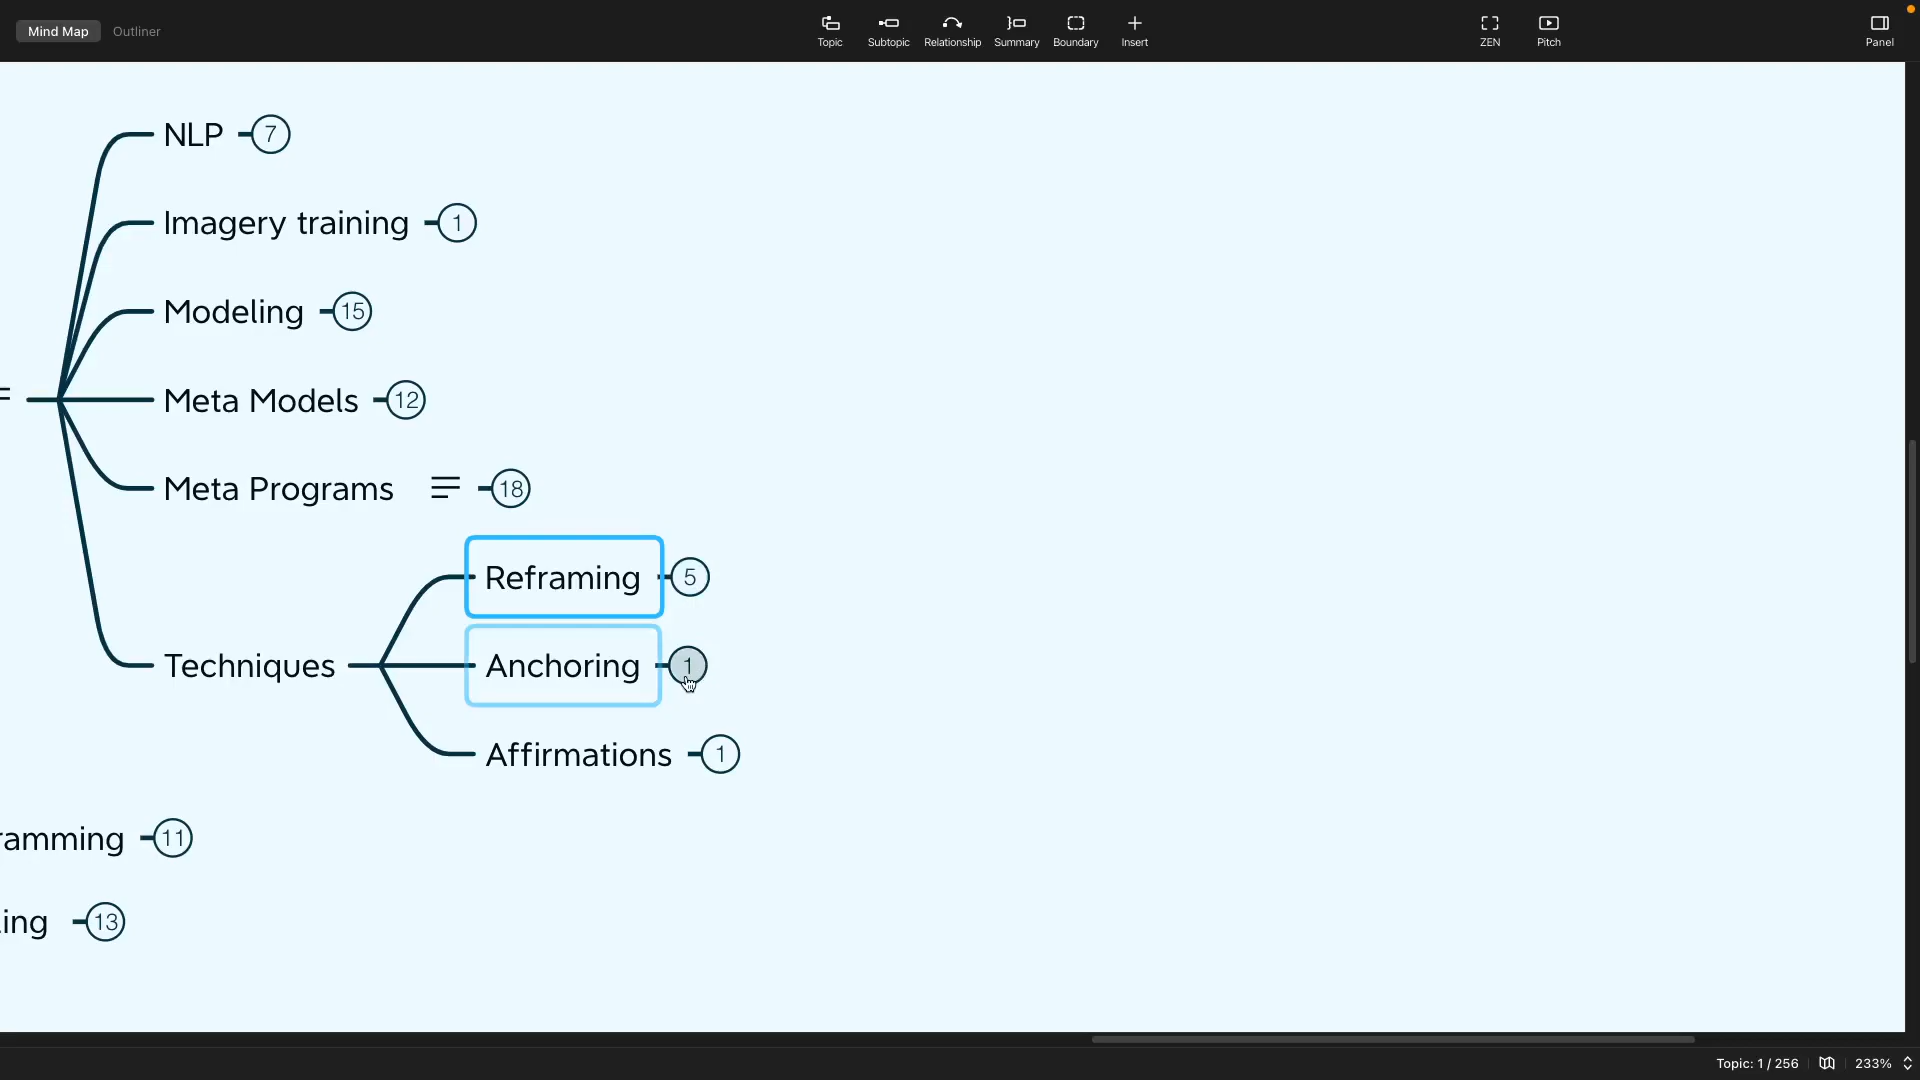 Mind Map Outliner
Topic Subtopic Relationship Summary Boundary Insert ZEN Pitch Panel
NLP 7
Imagery training 1
Modeling 15
Meta Models 12
Meta Programs 18
Reframing 5
Techniques Anchoring 1
Affirmations 1
ramming 11
ing 13
Topic: 1 / 256 233%